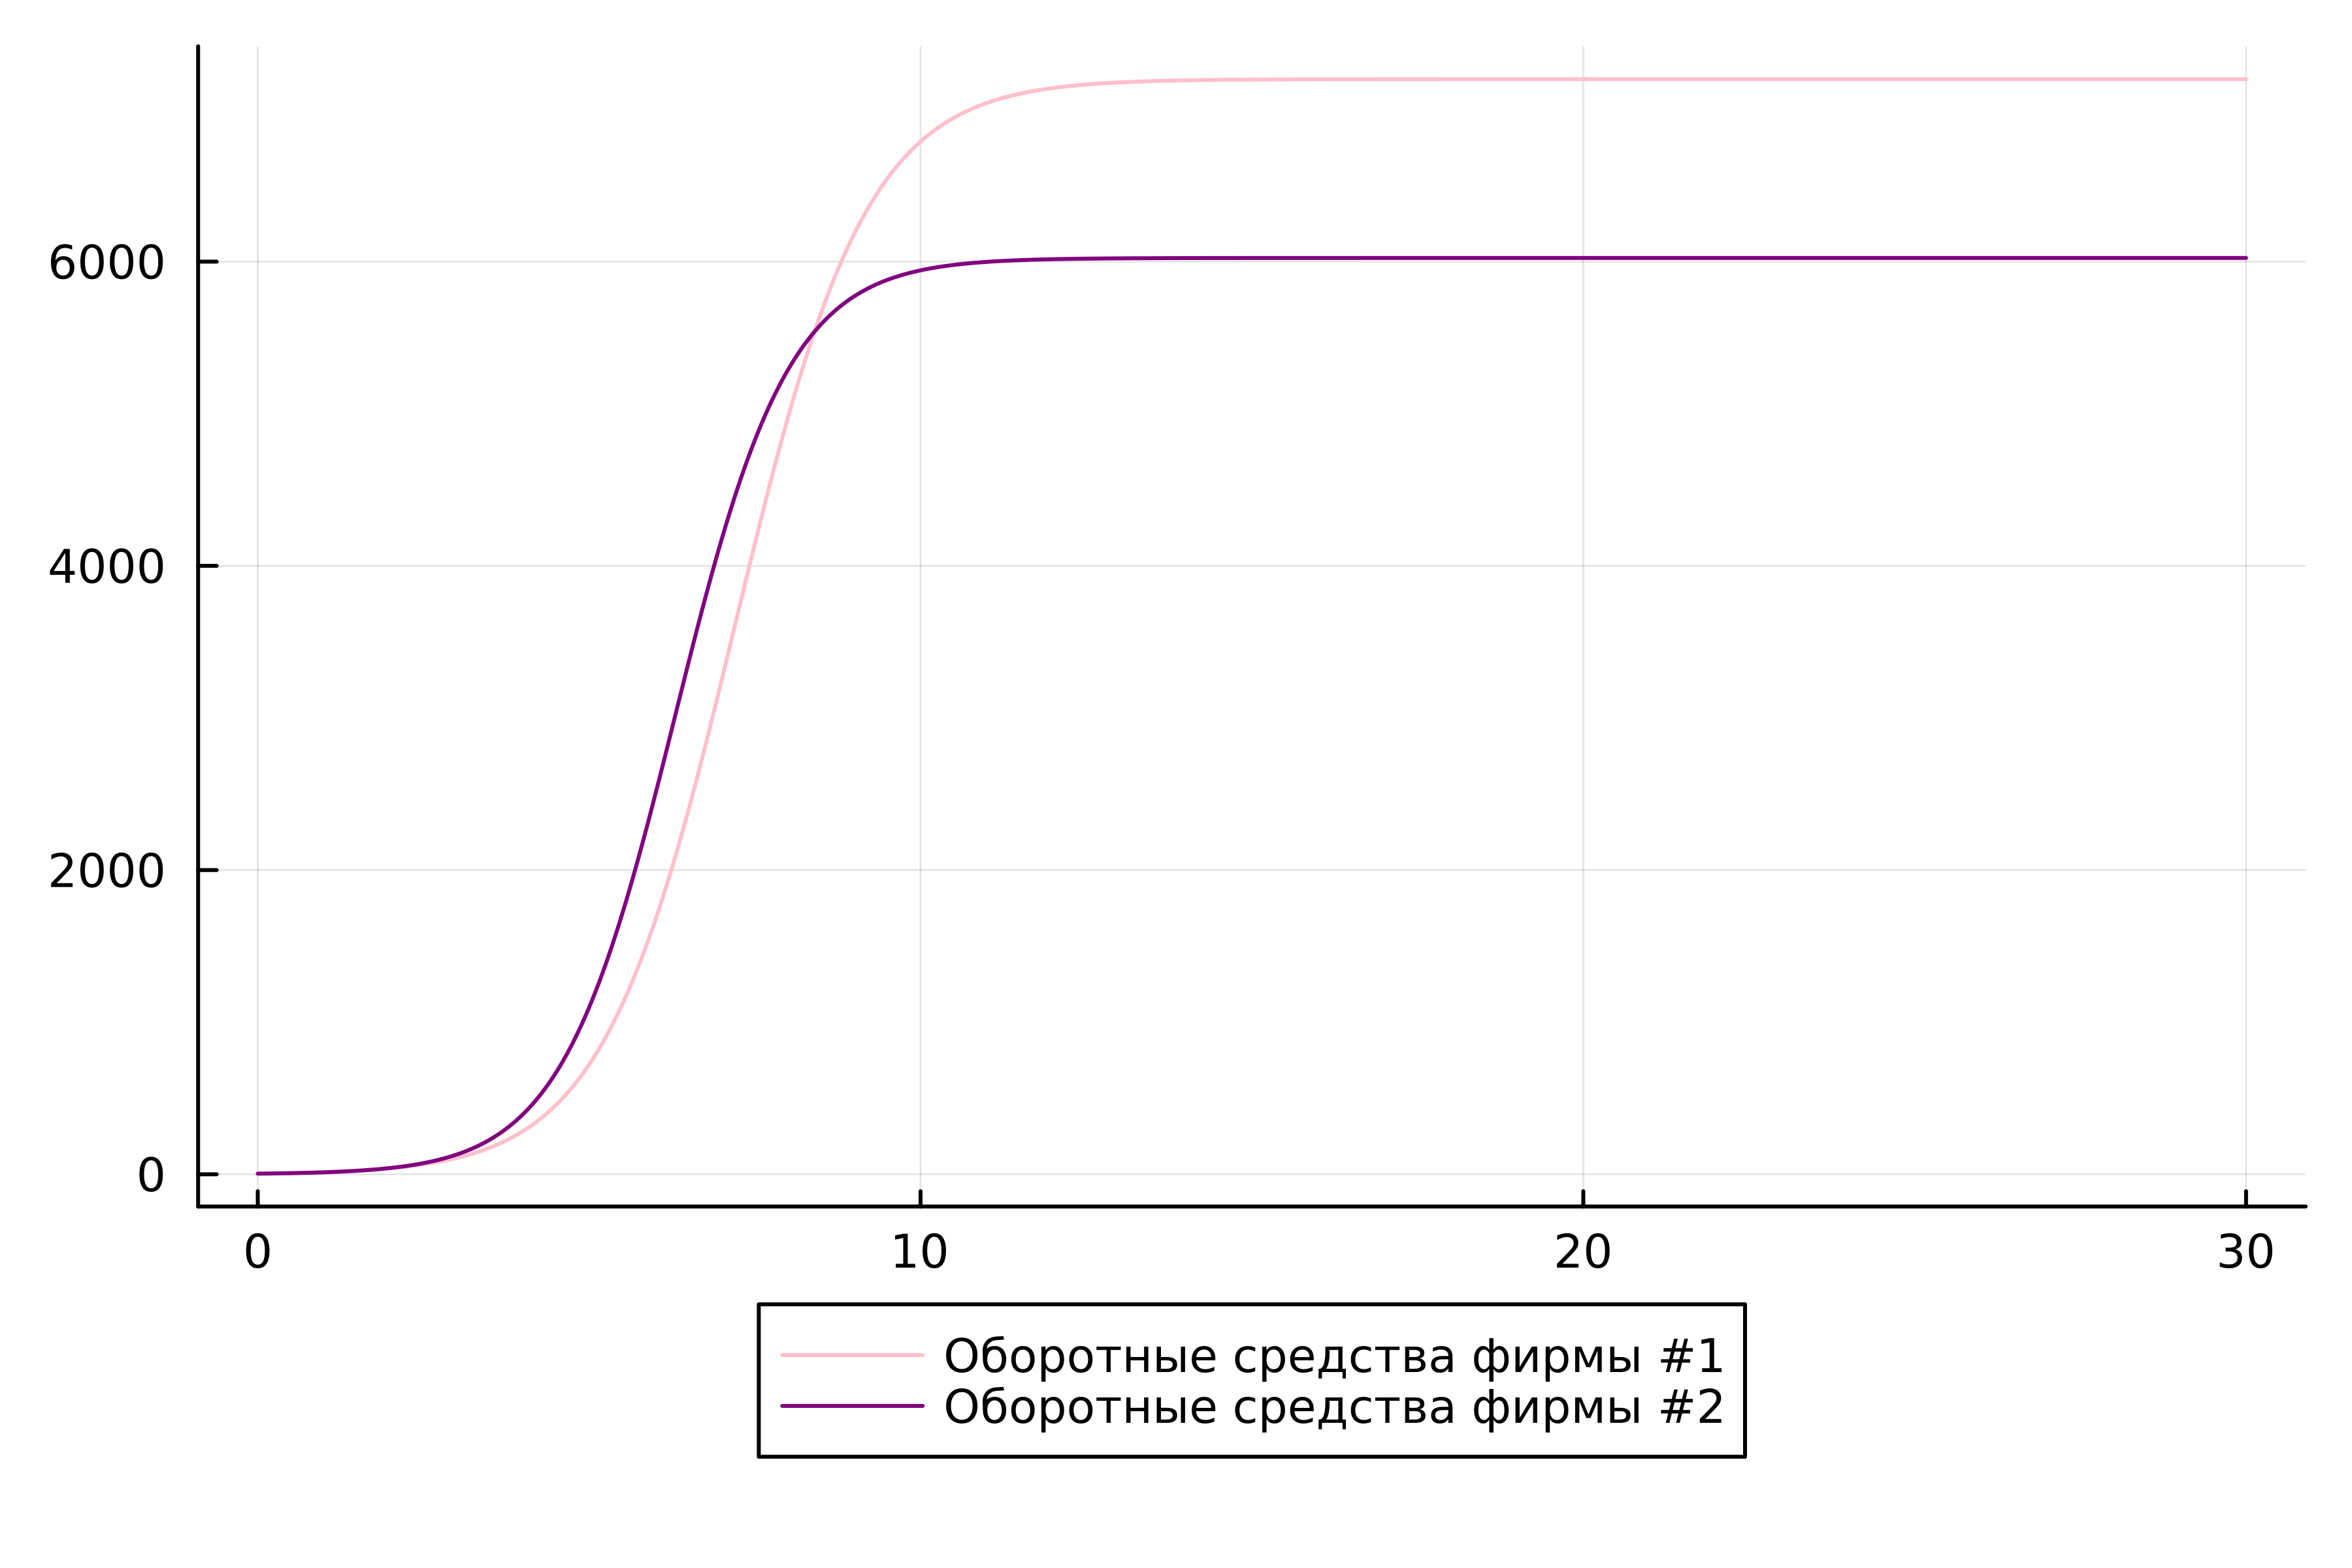 6000
4000
2000
0
0 10 20 30
Оборотные средства фирмы #1
Оборотные средства фирмы #2